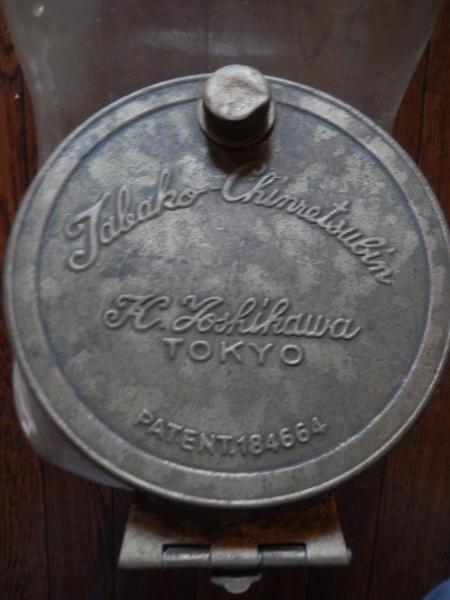 Tabako-Chinretsubin
K. Yoshikawa
TOKYO
PATENT.184664